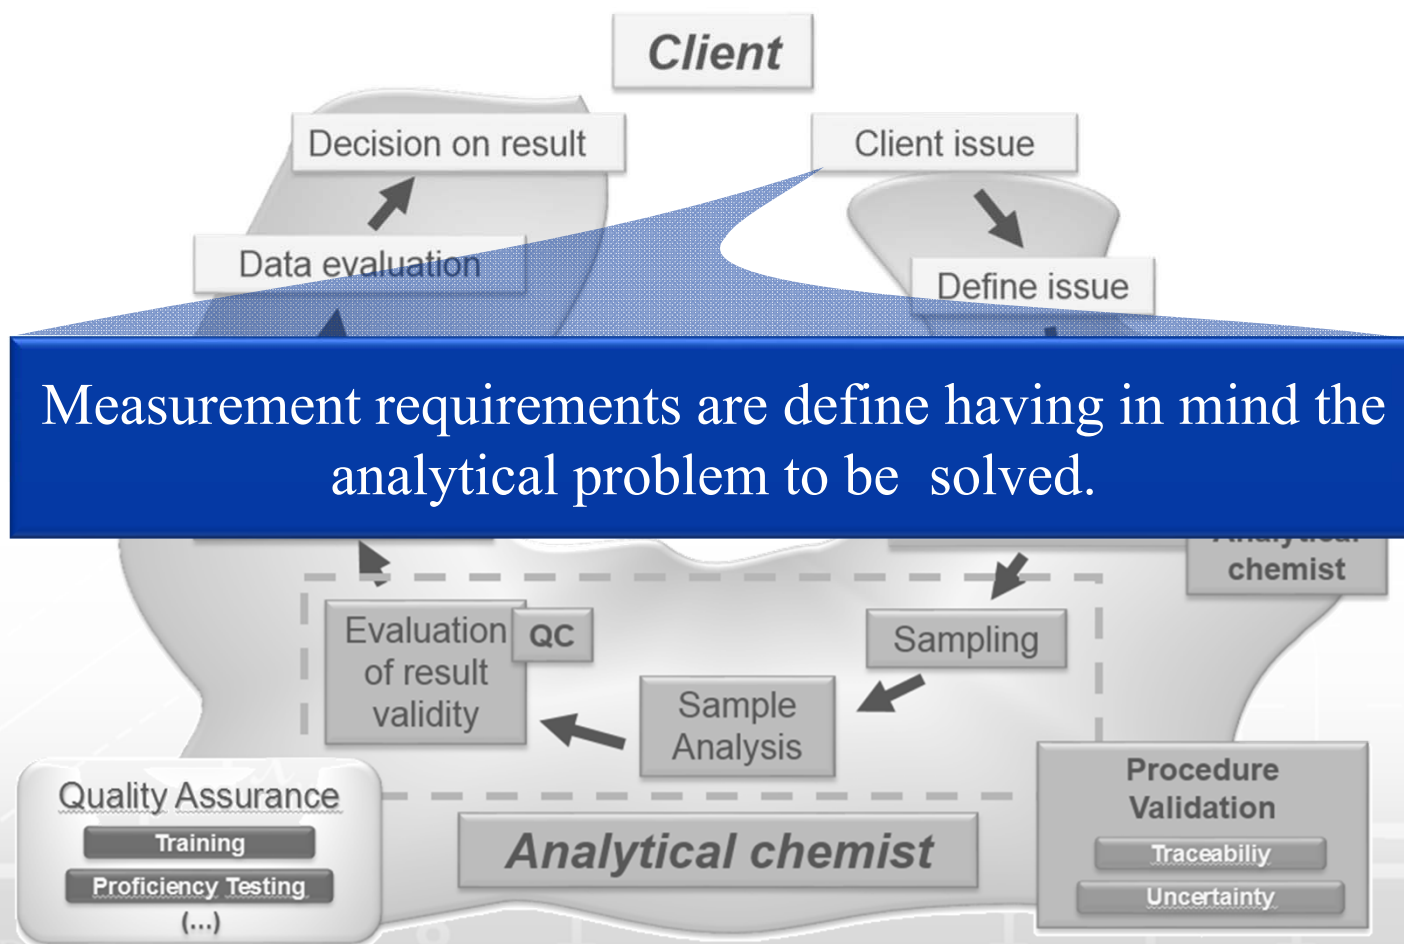 Client
Decision on result
Client issue
Data evaluation
Define issue
Measurement requirements are define having in mind the
analytical problem to be  solved.
chemist
Evaluation
of result
validity
QC
Sampling
Sample
Analysis
Quality Assurance
Training
Proficiency Testing
(...)
Analytical chemist
Procedure
Validation
Traceabiliy
Uncertainty